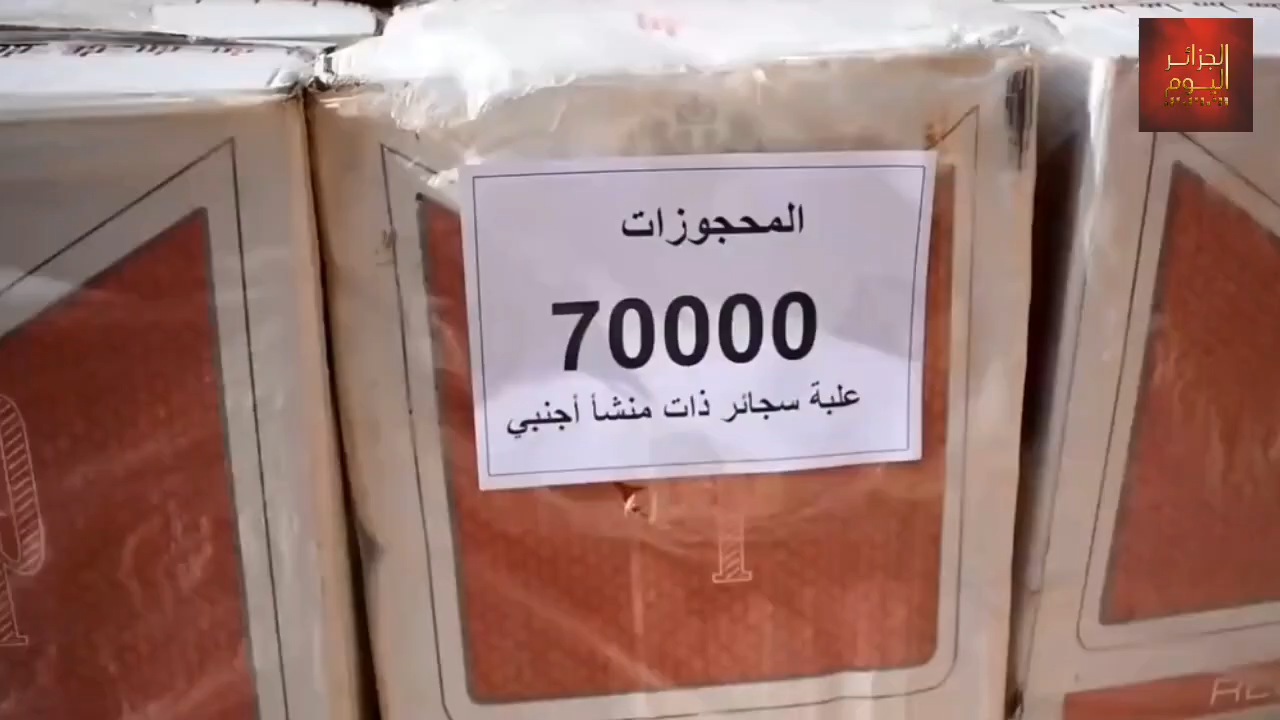 الجزائر
اليوم
المحجوزات
70000
علبة سجائر ذات منشأ أجنبي